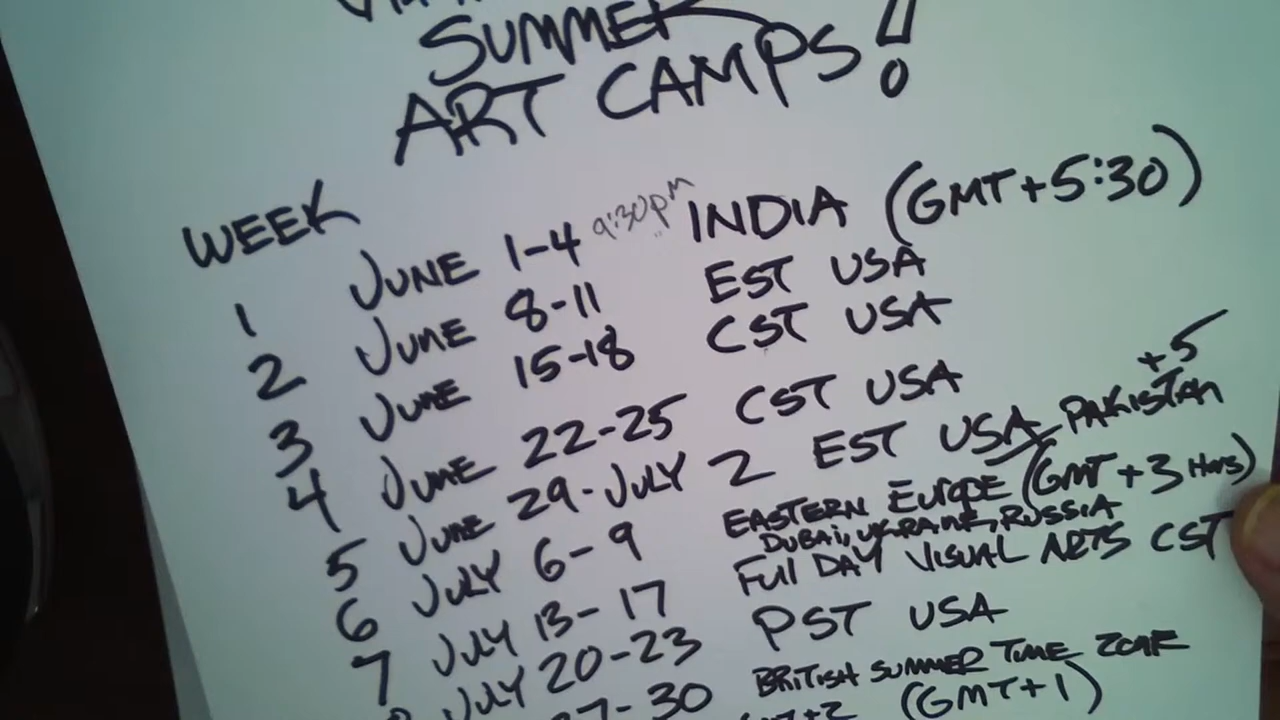 SUMMER
ART CAMPS!
WEEK
1 JUNE 1-4 9:30pm INDIA (GMT+5:30)
2 JUNE 8-11 EST USA
3 JUNE 15-18 CST USA
4 JUNE 22-25 CST USA
5 JUNE 29-JULY 2 EST USA PAKISTAN +5
6 JULY 6-9 EASTERN EUROPE (GMT+3 HOURS)
DUBAI, UKRAINE, RUSSIA
7 JULY 13-17 FULL DAY VISUAL ARTS CST
JULY 20-23 PST USA
27-30 BRITISH SUMMER TIME ZONE
(GMT+1)